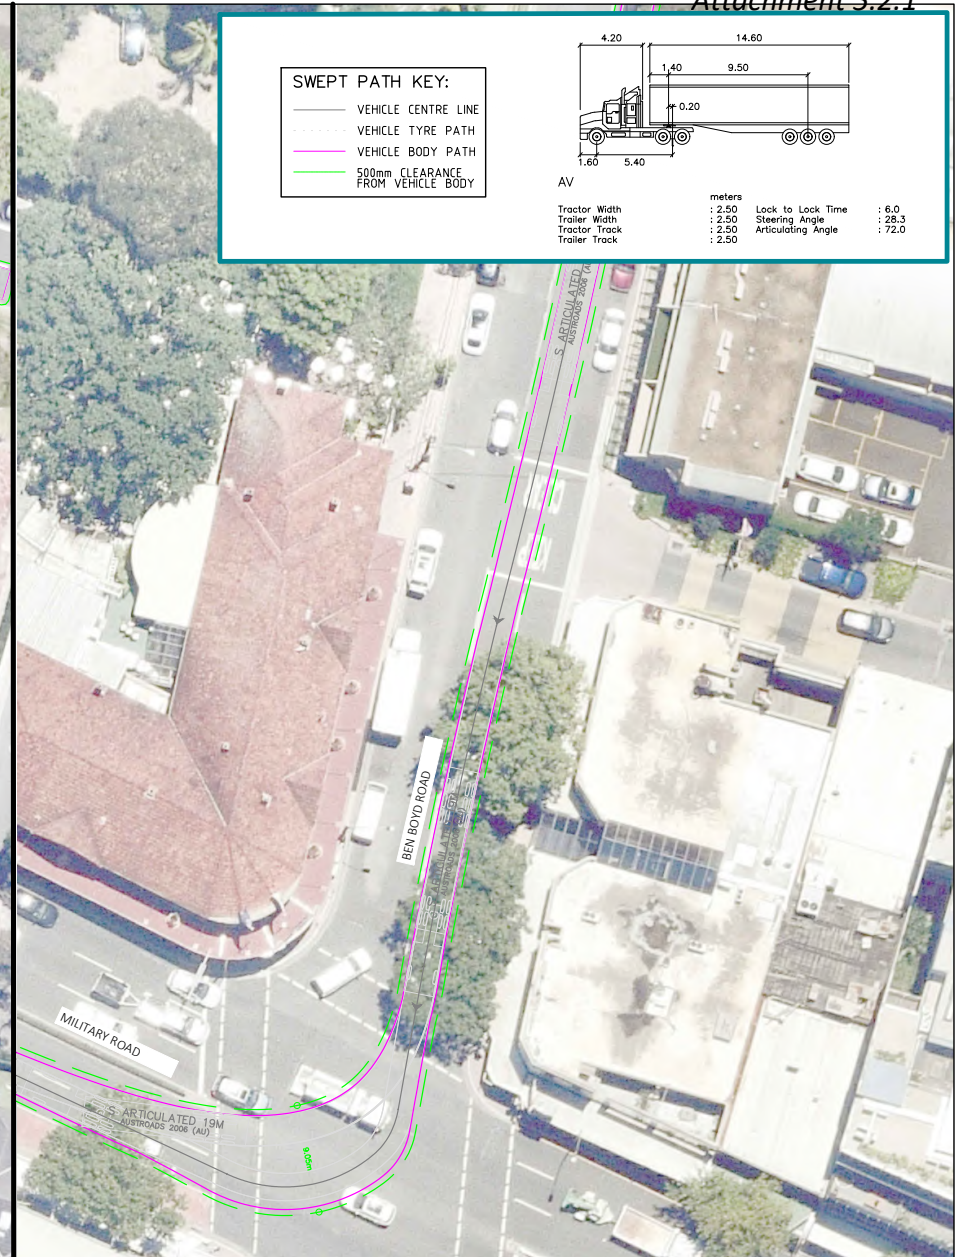 Attachment 5.2.1
SWEPT PATH KEY:
VEHICLE CENTRE LINE
VEHICLE TYRE PATH
VEHICLE BODY PATH
500mm CLEARANCE
FROM VEHICLE BODY
4.20
14.60
1.40
9.50
0.20
1.60
5.40
AV
meters
Tractor Width : 2.50 Lock to Lock Time : 6.0
Trailer Width : 2.50 Steering Angle : 28.3
Tractor Track : 2.50 Articulating Angle : 72.0
Trailer Track : 2.50
S ARTICULATED
AUSTROADS 2006
BEN BOYD ROAD
MILITARY ROAD
S ARTICULATED 19M
AUSTROADS 2006 (AU)
9.06m